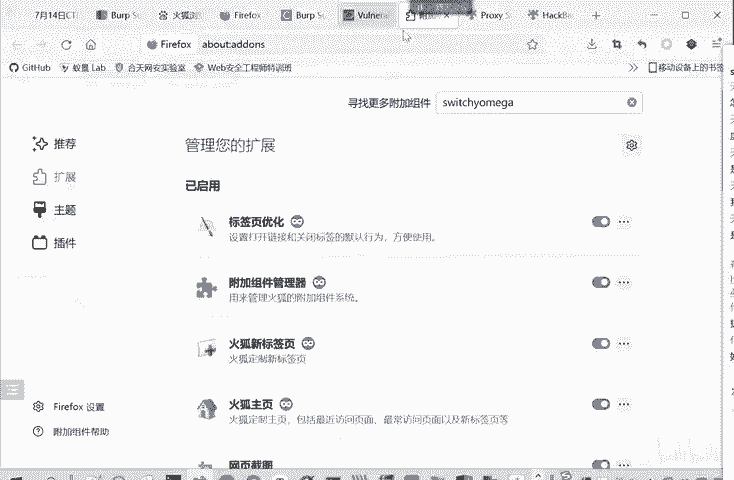 7月14日CT
Burp Su
火狐浏
Firefox
Burp Su
Vulnera
附加
Proxy S
HackBa
Firefox
about:addons
GitHub
蚁景 Lab
合天网安实验室
Web安全工程师特训班
移动设备上的书签
寻找更多附加组件
switchyomega
推荐
扩展
主题
插件
管理您的扩展
已启用
标签页优化
设置打开链接和关闭标签的默认行为，方便使用。
附加组件管理器
用来管理火狐的附加组件系统。
火狐新标签页
火狐定制新标签页
火狐主页
火狐定制主页，包括最近访问页面、最常访问页面以及新标签页等
网页截图
Firefox 设置
附加组件帮助